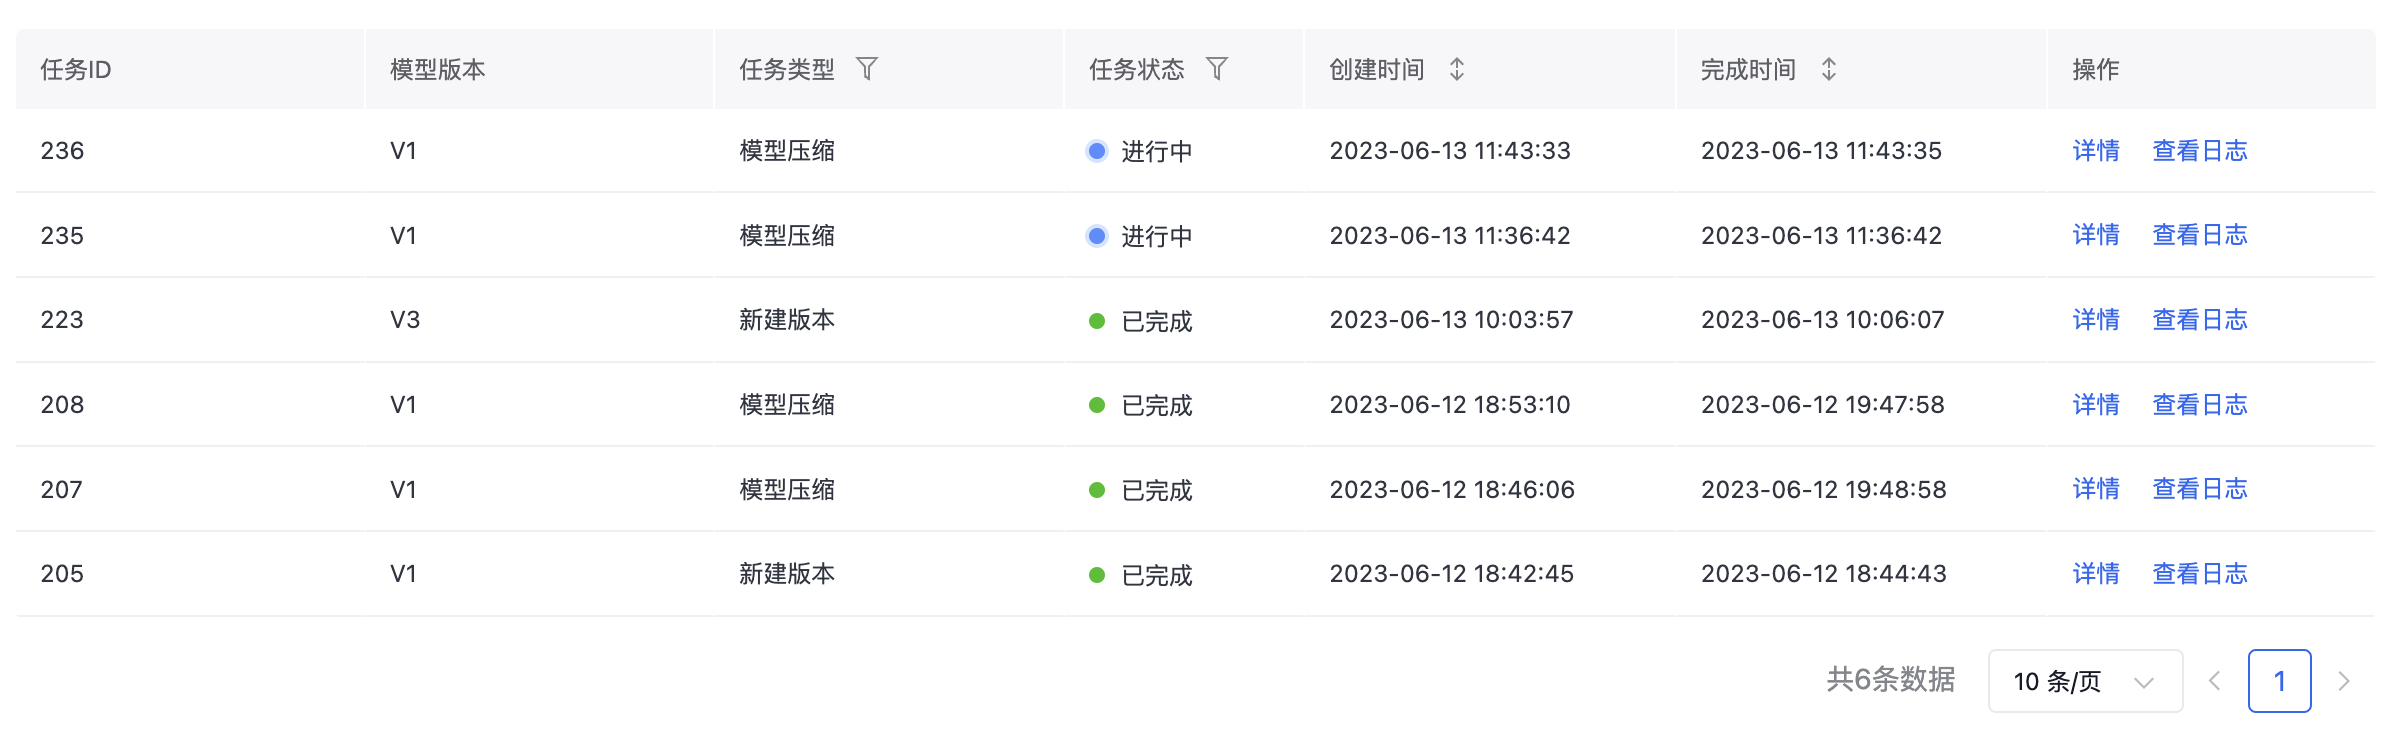 任务ID 模型版本 任务类型 任务状态 创建时间 完成时间 操作
236 V1 模型压缩 进行中 2023-06-13 11:43:33 2023-06-13 11:43:35 详情 查看日志
235 V1 模型压缩 进行中 2023-06-13 11:36:42 2023-06-13 11:36:42 详情 查看日志
223 V3 新建版本 已完成 2023-06-13 10:03:57 2023-06-13 10:06:07 详情 查看日志
208 V1 模型压缩 已完成 2023-06-12 18:53:10 2023-06-12 19:47:58 详情 查看日志
207 V1 模型压缩 已完成 2023-06-12 18:46:06 2023-06-12 19:48:58 详情 查看日志
205 V1 新建版本 已完成 2023-06-12 18:42:45 2023-06-12 18:44:43 详情 查看日志
共6条数据 10 条/页 1